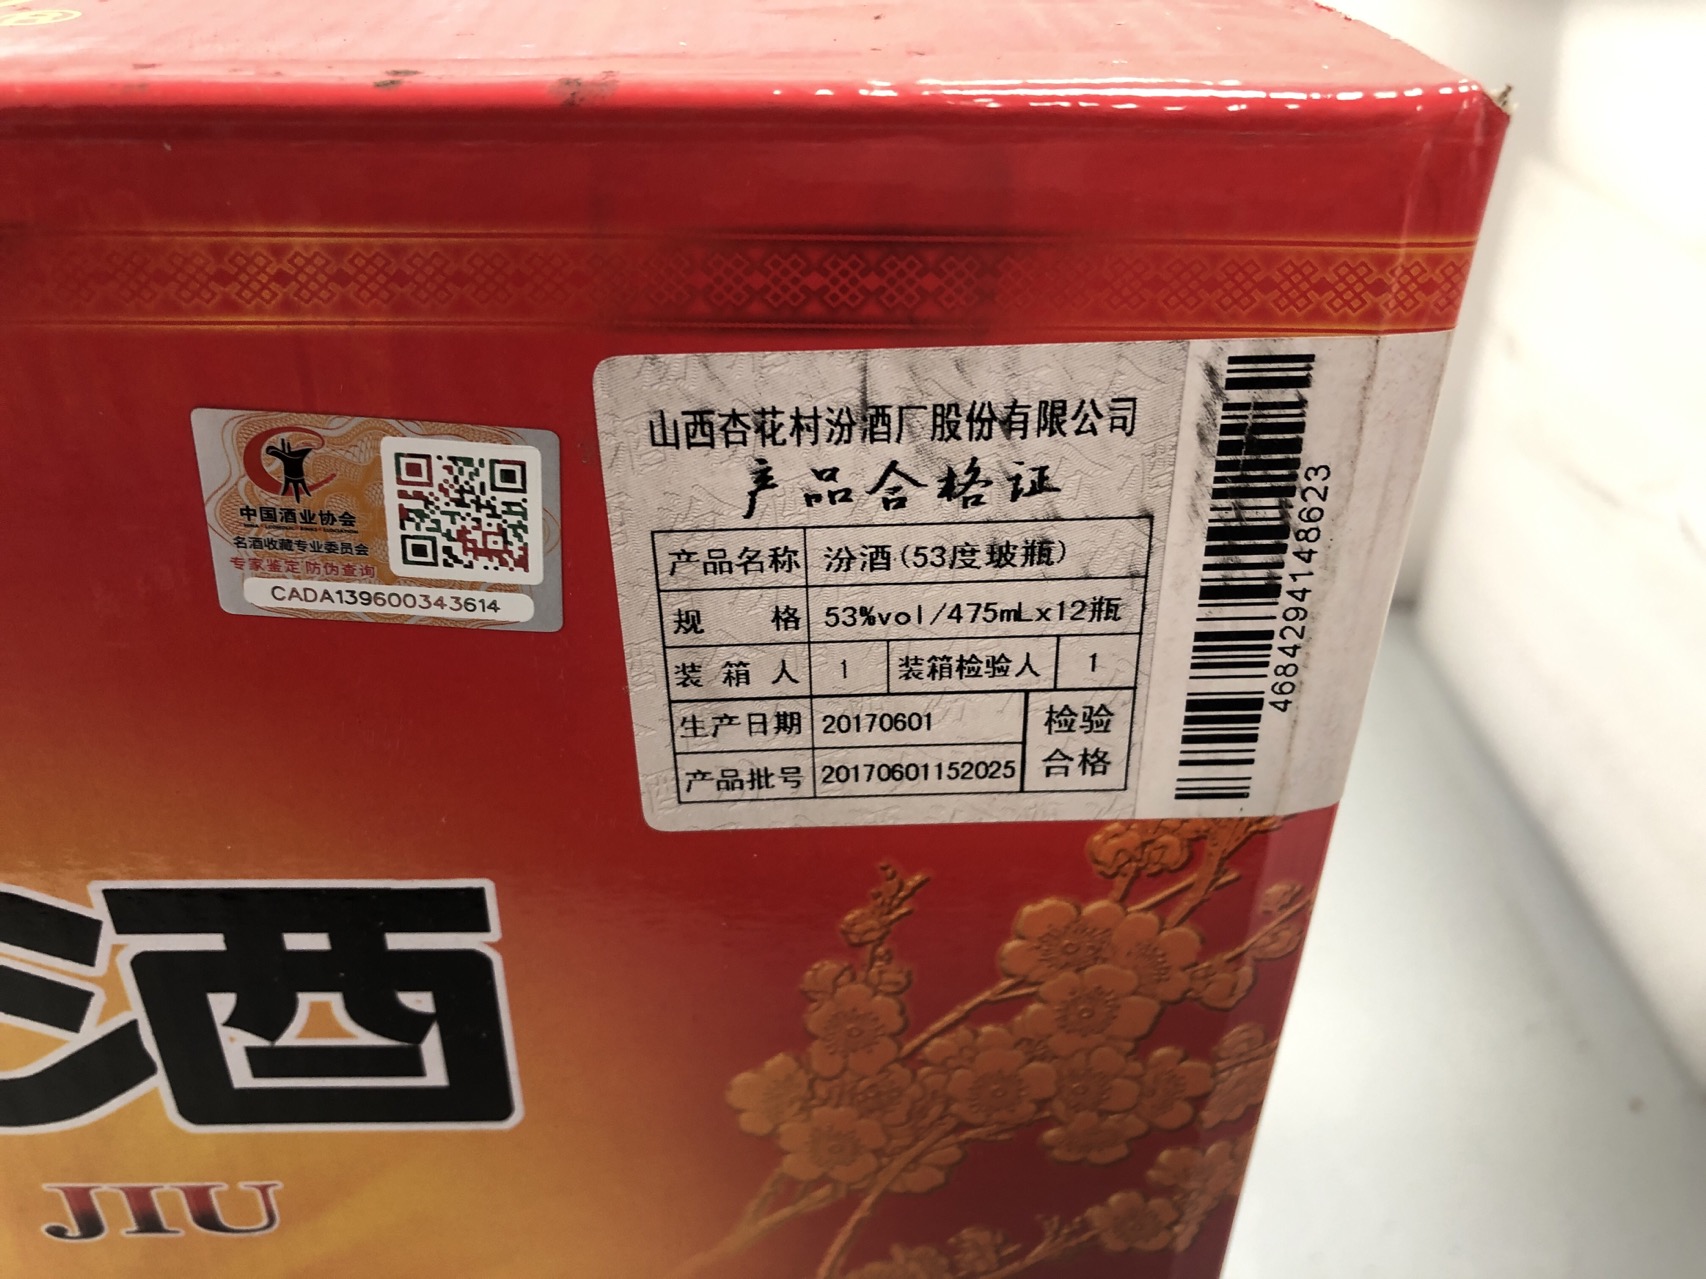 中国酒业协会
名酒收藏专业委员会
专家鉴定 防伪查询
CADA139600343614
山西杏花村汾酒厂股份有限公司
产品合格证
产品名称 汾酒(53度玻瓶)
规 格 53%vol/475mLx12瓶
装箱人 1 装箱检验人 1
生产日期 20170601
产品批号 20170601152025
检验
合格
4684294148623
酒
JIU